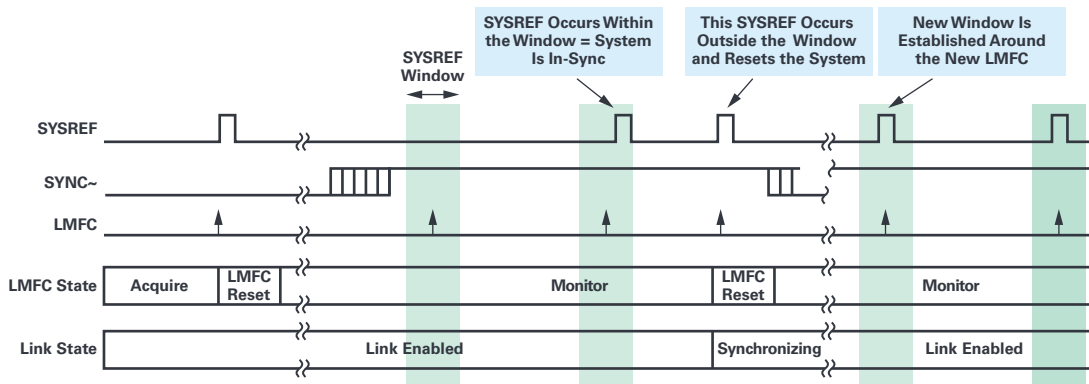 SYSREF Occurs Within
the Window = System
Is In-Sync
This SYSREF Occurs
Outside the Window
and Resets the System
New Window Is
Established Around
the New LMFC
SYSREF
Window
SYSREF
SYNC~
LMFC
LMFC State
Acquire
LMFC
Reset
Monitor
LMFC
Reset
Monitor
Link State
Link Enabled
Synchronizing
Link Enabled